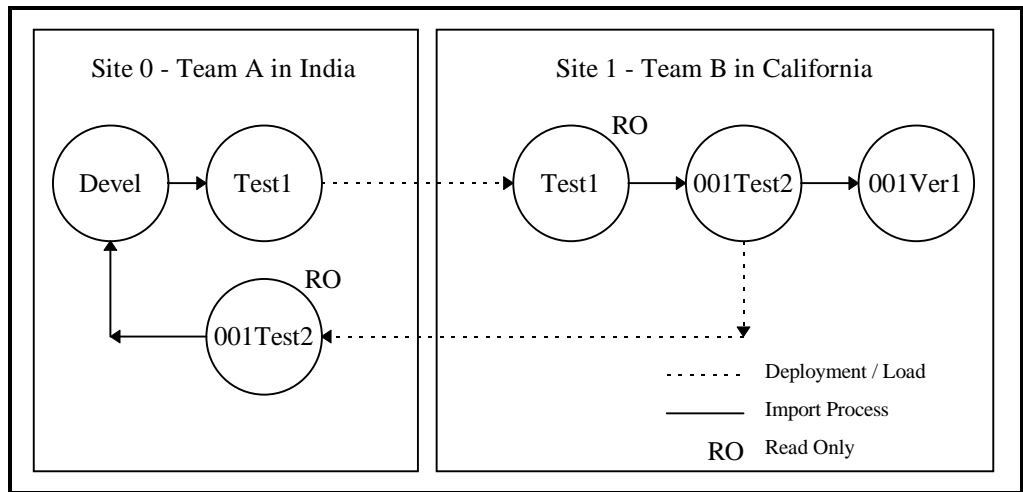 Site 0 - Team A in India
Devel
Test1
RO
001Test2
Site 1 - Team B in California
RO
Test1
001Test2
001Ver1
Deployment / Load
Import Process
RO Read Only